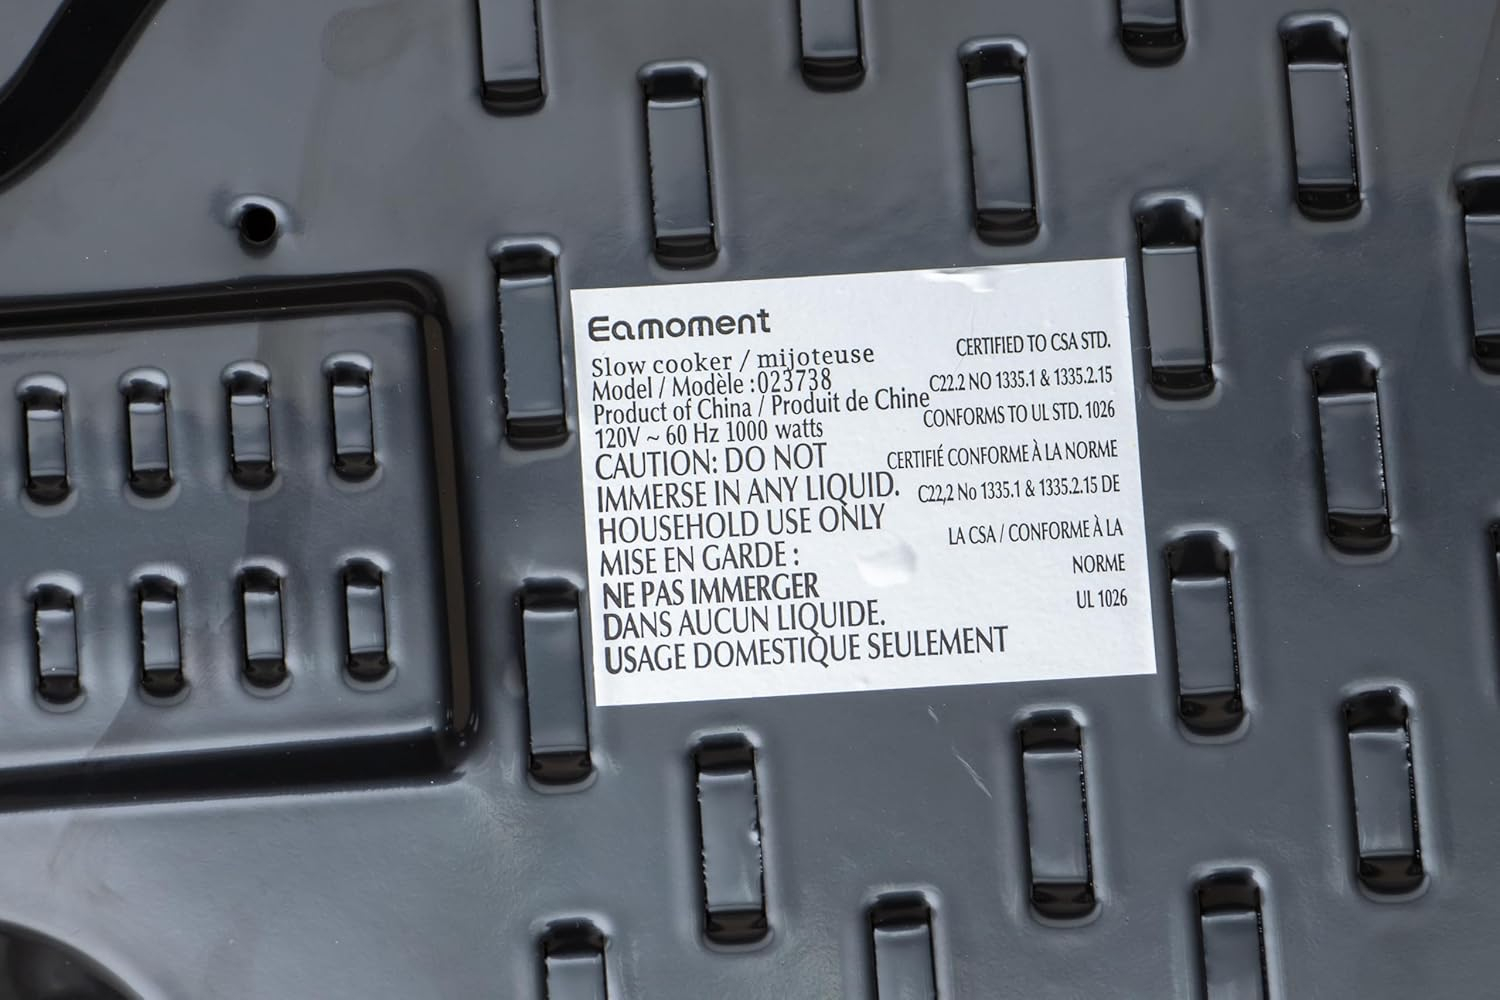 Eamoment
Slow cooker / mijoteuse
Model / Modèle :023738
Product of China / Produit de Chine
120V ~ 60 Hz 1000 watts
CAUTION: DO NOT
IMMERSE IN ANY LIQUID.
HOUSEHOLD USE ONLY
MISE EN GARDE :
NE PAS IMMERGER
DANS AUCUN LIQUIDE.
USAGE DOMESTIQUE SEULEMENT
CERTIFIED TO CSA STD.
C22.2 NO 1335.1 & 1335.2.15
CONFORMS TO UL STD. 1026
CERTIFIÉ CONFORME À LA NORME
C22,2 No 1335.1 & 1335.2.15 DE
LA CSA / CONFORME À LA
NORME
UL 1026